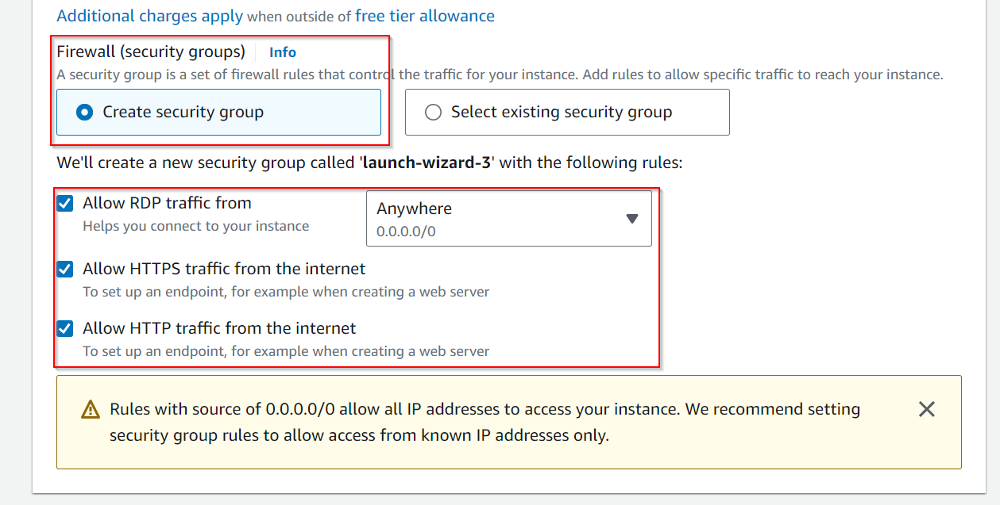 Additional charges apply when outside of free tier allowance
Firewall (security groups) Info
A security group is a set of firewall rules that control the traffic for your instance. Add rules to allow specific traffic to reach your instance.
Create security group
Select existing security group
We'll create a new security group called 'launch-wizard-3' with the following rules:
Allow RDP traffic from
Helps you connect to your instance
Anywhere
0.0.0.0/0
Allow HTTPS traffic from the internet
To set up an endpoint, for example when creating a web server
Allow HTTP traffic from the internet
To set up an endpoint, for example when creating a web server
Rules with source of 0.0.0.0/0 allow all IP addresses to access your instance. We recommend setting
security group rules to allow access from known IP addresses only.